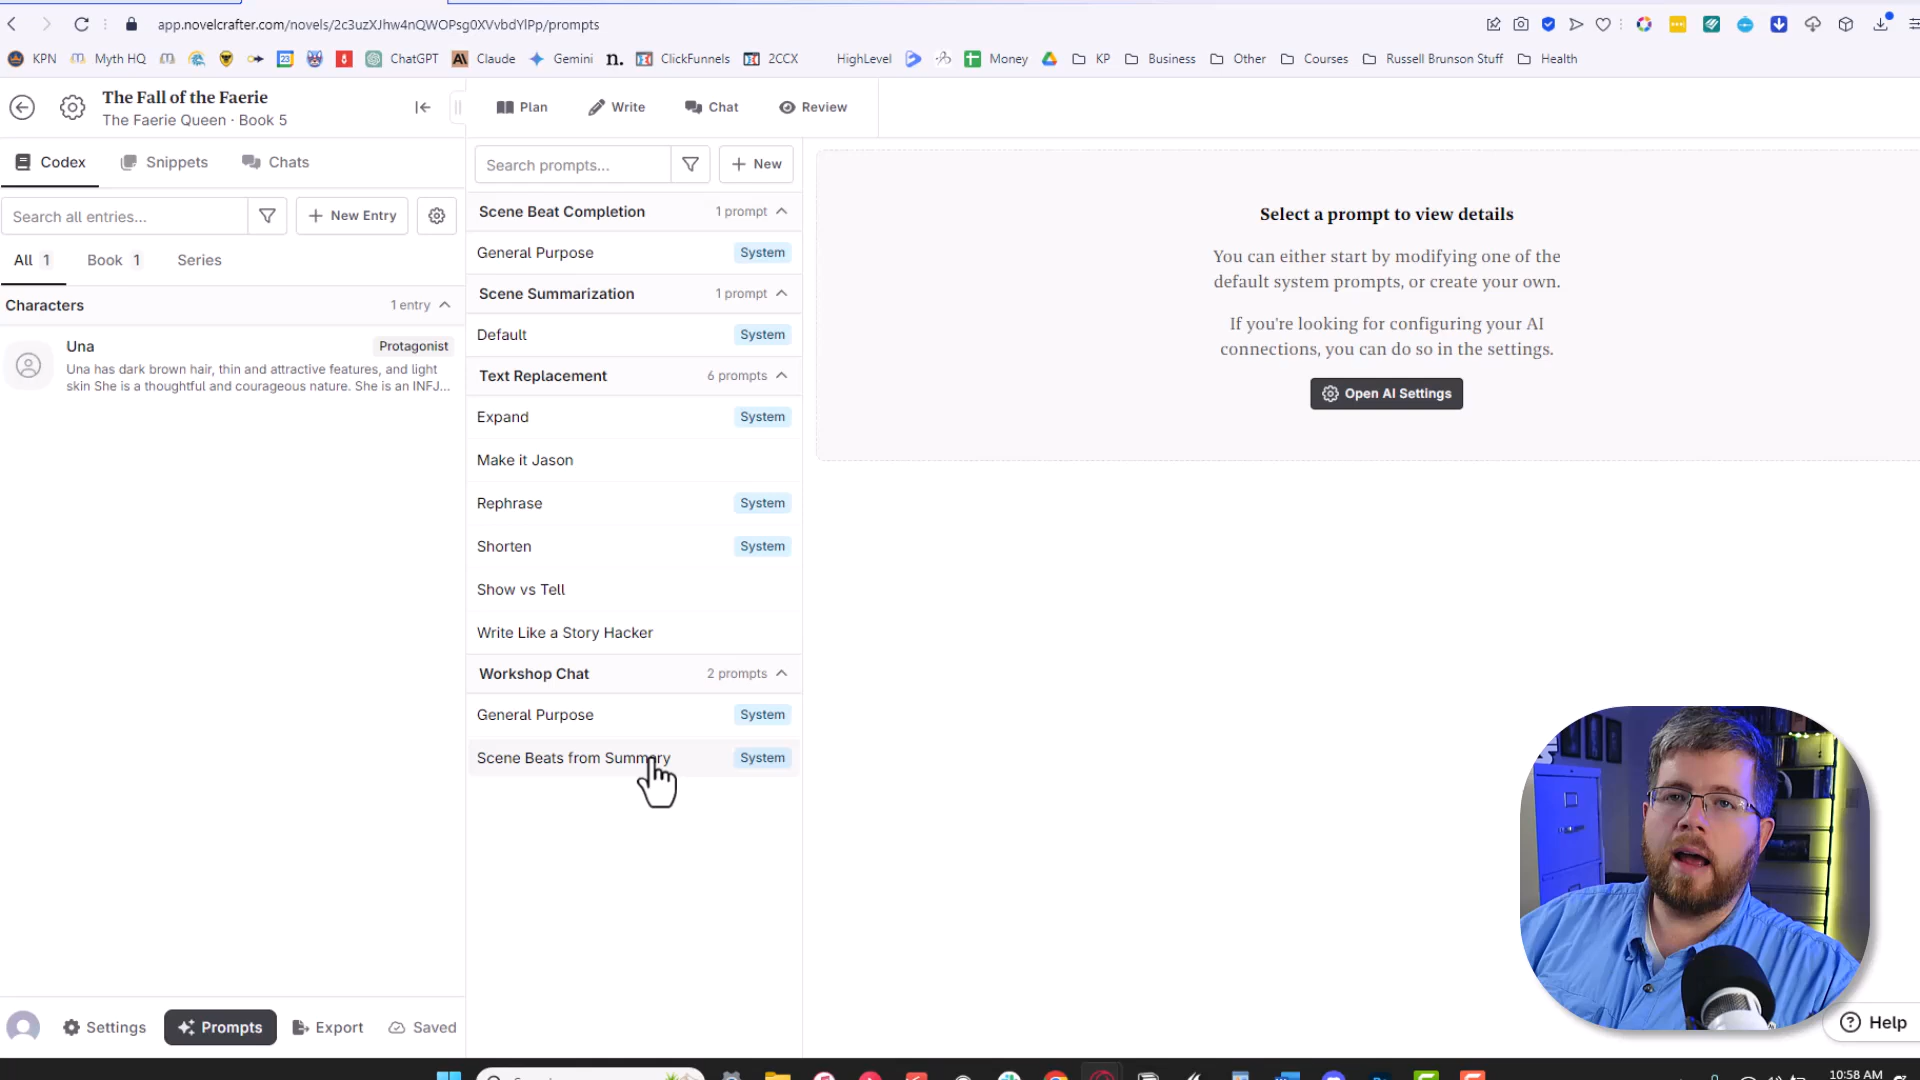 app.novelcrafter.com/novels/2c3uzXJhw4nQWOPsg0XVvbdYlPp/prompts
KPN
Myth HQ
23
ChatGPT
Claude
Gemini
n.
ClickFunnels
2CCX
HighLevel
Money
KP
Business
Other
Courses
Russell Brunson Stuff
Health
The Fall of the Faerie
The Faerie Queen · Book 5
Plan
Write
Chat
Review
Codex
Snippets
Chats
Search all entries...
New Entry
All 1
Book 1
Series
Characters
1 entry
Una
Protagonist
Una has dark brown hair, thin and attractive features, and light
skin She is a thoughtful and courageous nature. She is an INFJ...
Search prompts...
New
Scene Beat Completion
1 prompt
General Purpose
System
Scene Summarization
1 prompt
Default
System
Text Replacement
6 prompts
Expand
System
Make it Jason
Rephrase
System
Shorten
System
Show vs Tell
Write Like a Story Hacker
Workshop Chat
2 prompts
General Purpose
System
Scene Beats from Summary
System
Select a prompt to view details
You can either start by modifying one of the
default system prompts, or create your own.
If you're looking for configuring your AI
connections, you can do so in the settings.
Open AI Settings
Settings
Prompts
Export
Saved
Help
10:58 AM